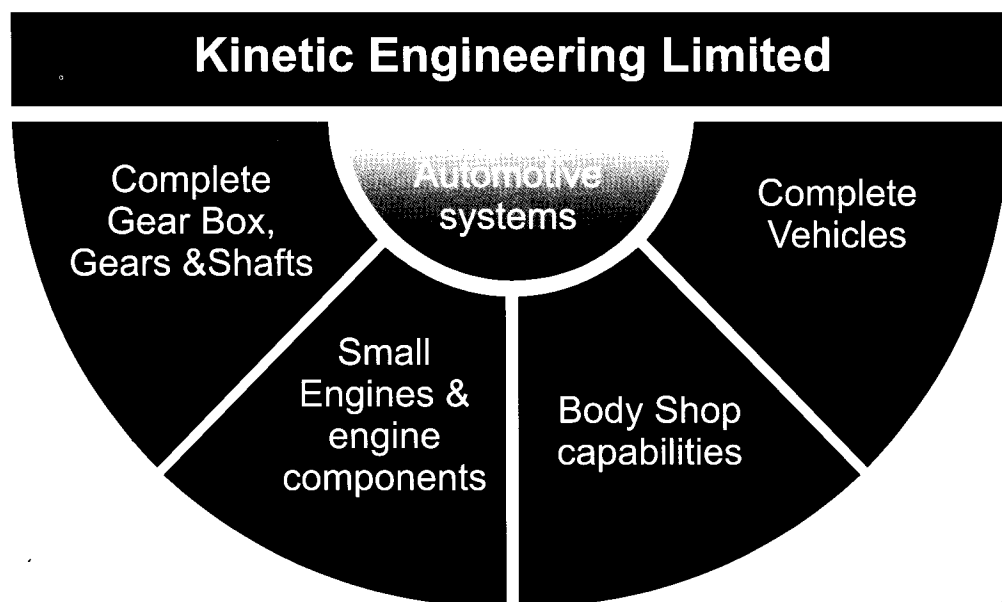 Kinetic Engineering Limited
Automotive
systems
Complete
Gear Box,
Gears &Shafts
Small
Engines &
engine
components
Body Shop
capabilities
Complete
Vehicles